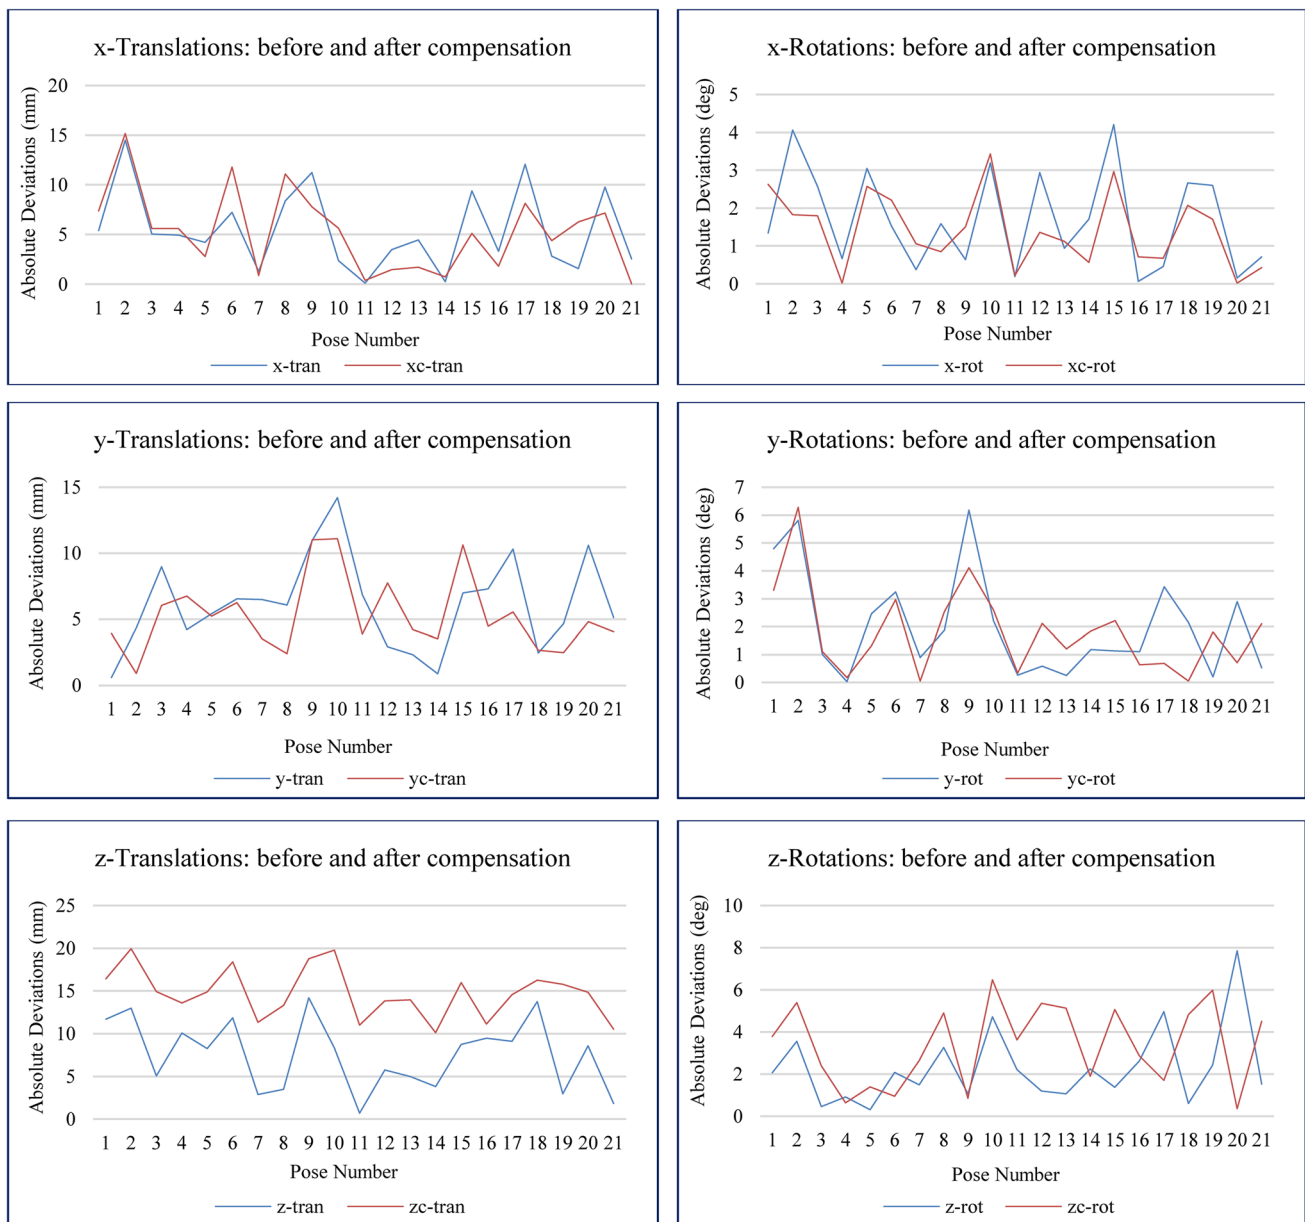 x-Translations: before and after compensation
Absolute Deviations (mm)
20
15
10
5
0
1 2 3 4 5 6 7 8 9 10 11 12 13 14 15 16 17 18 19 20 21
Pose Number
x-tran xc-tran
x-Rotations: before and after compensation
Absolute Deviations (deg)
5
4
3
2
1
0
1 2 3 4 5 6 7 8 9 10 11 12 13 14 15 16 17 18 19 20 21
Pose Number
x-rot xc-rot
y-Translations: before and after compensation
Absolute Deviations (mm)
15
10
5
0
1 2 3 4 5 6 7 8 9 10 11 12 13 14 15 16 17 18 19 20 21
Pose Number
y-tran yc-tran
y-Rotations: before and after compensation
Absolute Deviations (deg)
7
6
5
4
3
2
1
0
1 2 3 4 5 6 7 8 9 10 11 12 13 14 15 16 17 18 19 20 21
Pose Number
y-rot yc-rot
z-Translations: before and after compensation
Absolute Deviations (mm)
25
20
15
10
5
0
1 2 3 4 5 6 7 8 9 10 11 12 13 14 15 16 17 18 19 20 21
Pose Number
z-tran zc-tran
z-Rotations: before and after compensation
Absolute Deviations (deg)
10
8
6
4
2
0
1 2 3 4 5 6 7 8 9 10 11 12 13 14 15 16 17 18 19 20 21
Pose Number
z-rot zc-rot